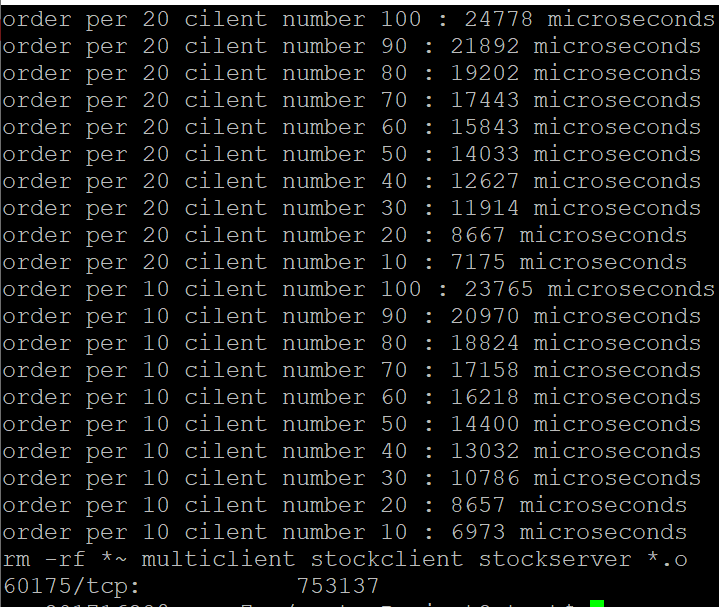 order per 20 cilent number 100 : 24778 microseconds
order per 20 cilent number 90 : 21892 microseconds
order per 20 cilent number 80 : 19202 microseconds
order per 20 cilent number 70 : 17443 microseconds
order per 20 cilent number 60 : 15843 microseconds
order per 20 cilent number 50 : 14033 microseconds
order per 20 cilent number 40 : 12627 microseconds
order per 20 cilent number 30 : 11914 microseconds
order per 20 cilent number 20 : 8667 microseconds
order per 20 cilent number 10 : 7175 microseconds
order per 10 cilent number 100 : 23765 microseconds
order per 10 cilent number 90 : 20970 microseconds
order per 10 cilent number 80 : 18824 microseconds
order per 10 cilent number 70 : 17158 microseconds
order per 10 cilent number 60 : 16218 microseconds
order per 10 cilent number 50 : 14400 microseconds
order per 10 cilent number 40 : 13032 microseconds
order per 10 cilent number 30 : 10786 microseconds
order per 10 cilent number 20 : 8657 microseconds
order per 10 cilent number 10 : 6973 microseconds
rm -rf *~ multiclient stockclient stockserver *.o
60175/tcp: 753137